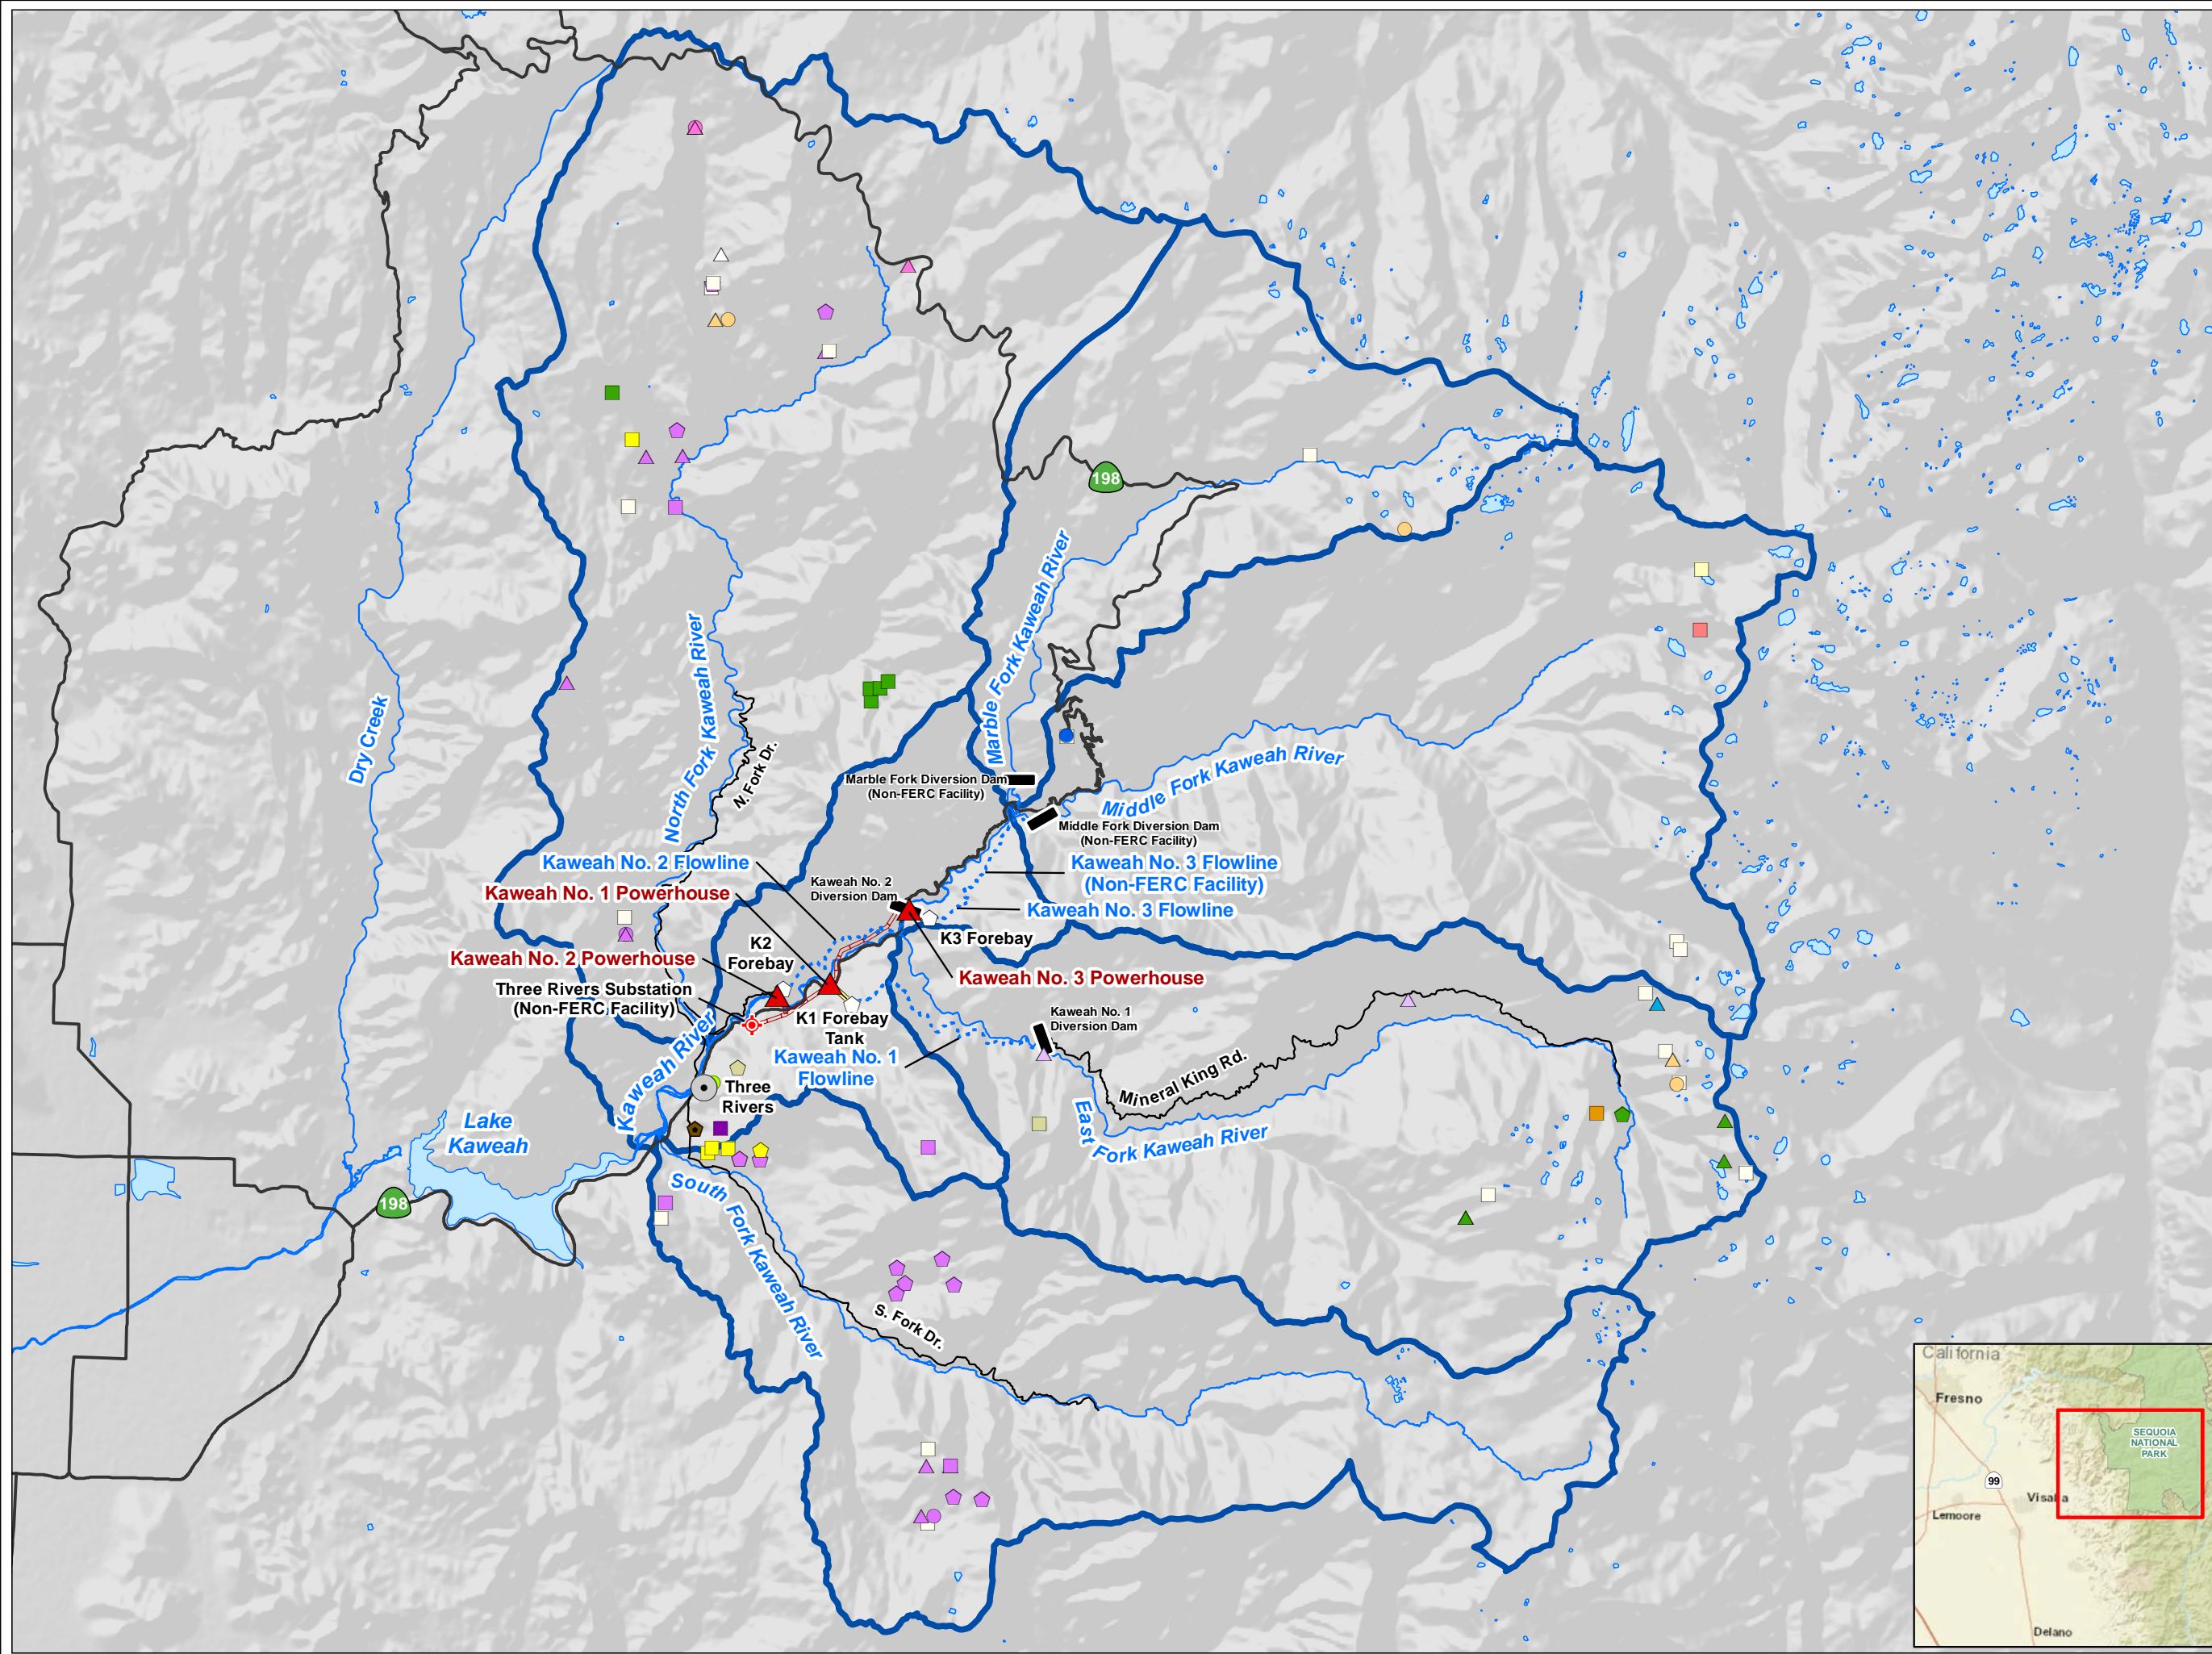 198
Marble Fork Kaweah River
North Fork Kaweah River
Dry Creek
N. Fork Dr.
Marble Fork Diversion Dam
(Non-FERC Facility)
Middle Fork Kaweah River
Middle Fork Diversion Dam
(Non-FERC Facility)
Kaweah No. 2 Flowline
Kaweah No. 3 Flowline
(Non-FERC Facility)
Kaweah No. 1 Powerhouse
Kaweah No. 2
Diversion Dam
Kaweah No. 3 Flowline
K3 Forebay
K2
Forebay
Kaweah No. 2 Powerhouse
Kaweah No. 3 Powerhouse
Three Rivers Substation
(Non-FERC Facility)
K1 Forebay
Tank
Kaweah No. 1
Diversion Dam
Kaweah No. 1
Flowline
Kaweah River
Three
Rivers
Mineral King Rd.
East Fork Kaweah River
Lake
Kaweah
198
South Fork Kaweah River
S. Fork Dr.
California
Fresno
SEQUOIA
NATIONAL
PARK
99
Visalia
Lemoore
Delano